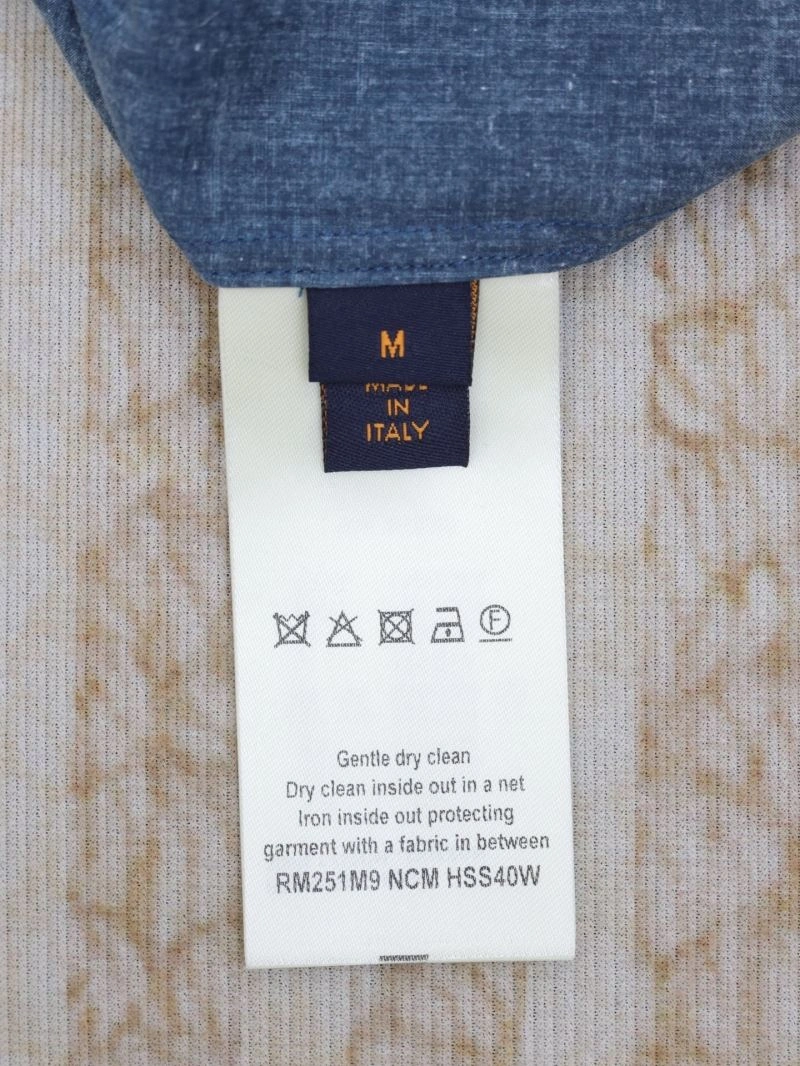 M
MADE
IN
ITALY
F
Gentle dry clean
Dry clean inside out in a net
Iron inside out protecting
garment with a fabric in between
RM251M9 NCM HSS40W